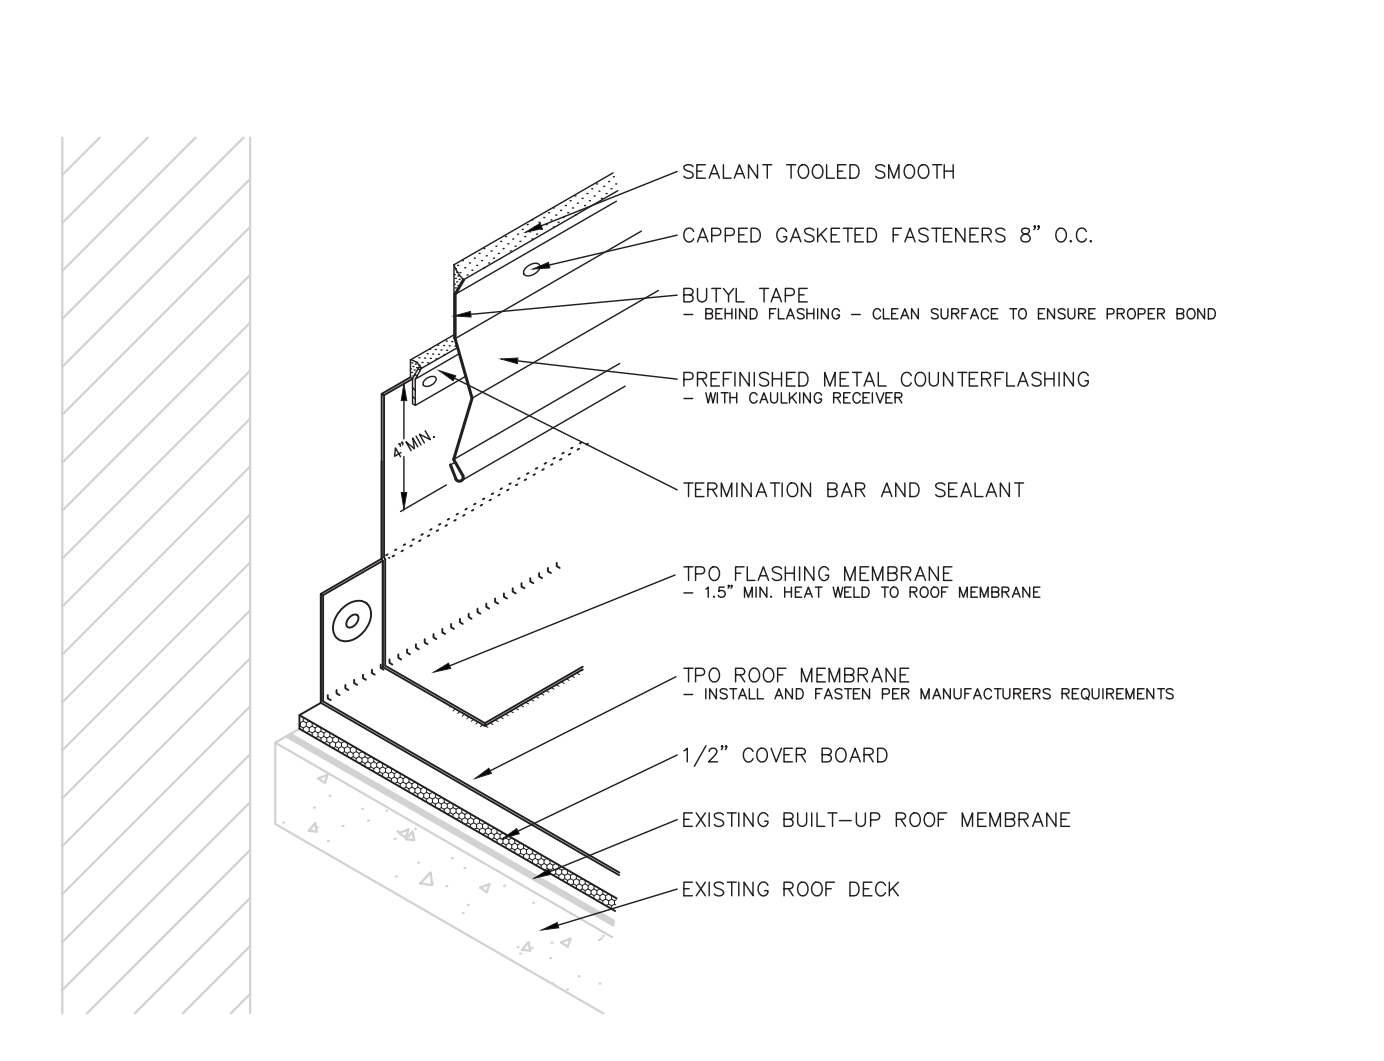 SEALANT TOOLED SMOOTH
CAPPED GASKETED FASTENERS 8" O.C.
BUTYL TAPE
– BEHIND FLASHING – CLEAN SURFACE TO ENSURE PROPER BOND
PREFINISHED METAL COUNTERFLASHING
– WITH CAULKING RECEIVER
4" MIN.
TERMINATION BAR AND SEALANT
TPO FLASHING MEMBRANE
– 1.5" MIN. HEAT WELD TO ROOF MEMBRANE
TPO ROOF MEMBRANE
– INSTALL AND FASTEN PER MANUFACTURERS REQUIREMENTS
1/2" COVER BOARD
EXISTING BUILT–UP ROOF MEMBRANE
EXISTING ROOF DECK